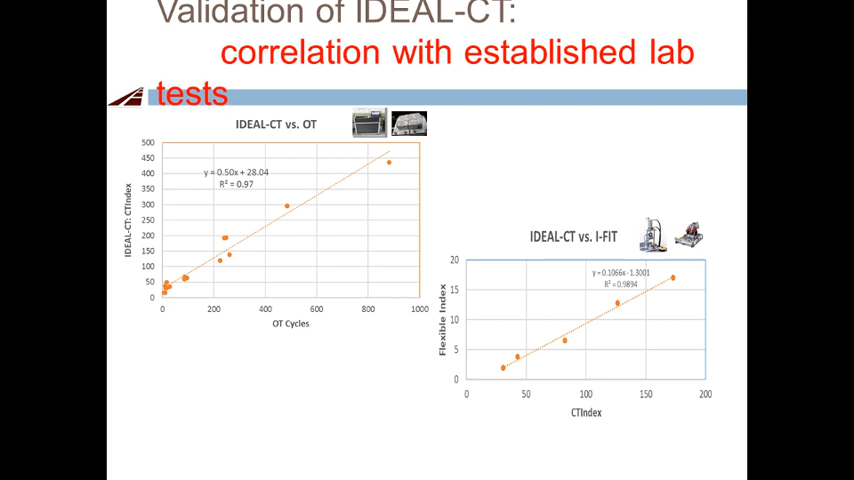 Validation of IDEAL-CT:
correlation with established lab
tests
IDEAL-CT vs. OT
500
450
400
350
300
250
200
150
100
50
0
y = 0.50x + 28.04
R² = 0.97
IDEAL-CT: CTIndex
0 200 400 600 800 1000
OT Cycles
IDEAL-CT vs. I-FIT
20
15
10
5
0
y = 0.1066x - 1.3001
R² = 0.9894
Flexible Index
0 50 100 150 200
CTIndex